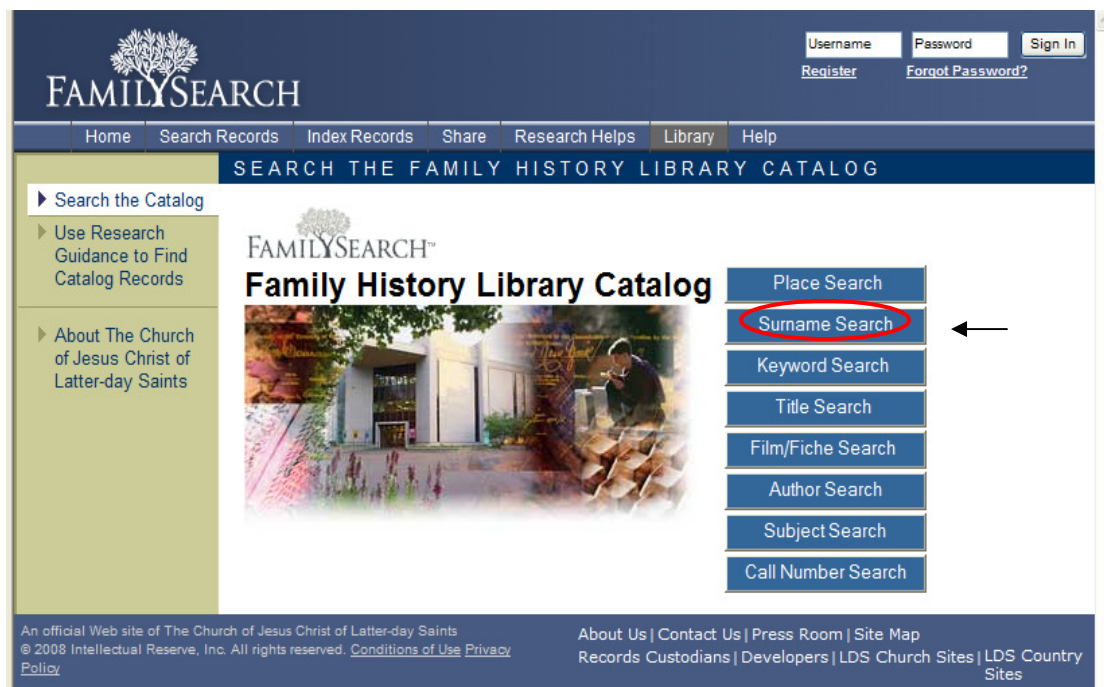 Username Password Sign In
Register Forgot Password?
FAMILYSEARCH
Home Search Records Index Records Share Research Helps Library Help
SEARCH THE FAMILY HISTORY LIBRARY CATALOG
Search the Catalog
Use Research
Guidance to Find
Catalog Records
About The Church
of Jesus Christ of
Latter-day Saints
FAMILYSEARCH™
Family History Library Catalog
Place Search
Surname Search
Keyword Search
Title Search
Film/Fiche Search
Author Search
Subject Search
Call Number Search
An official Web site of The Church of Jesus Christ of Latter-day Saints
© 2008 Intellectual Reserve, Inc. All rights reserved. Conditions of Use Privacy
Policy
About Us | Contact Us | Press Room | Site Map
Records Custodians | Developers | LDS Church Sites | LDS Country
Sites